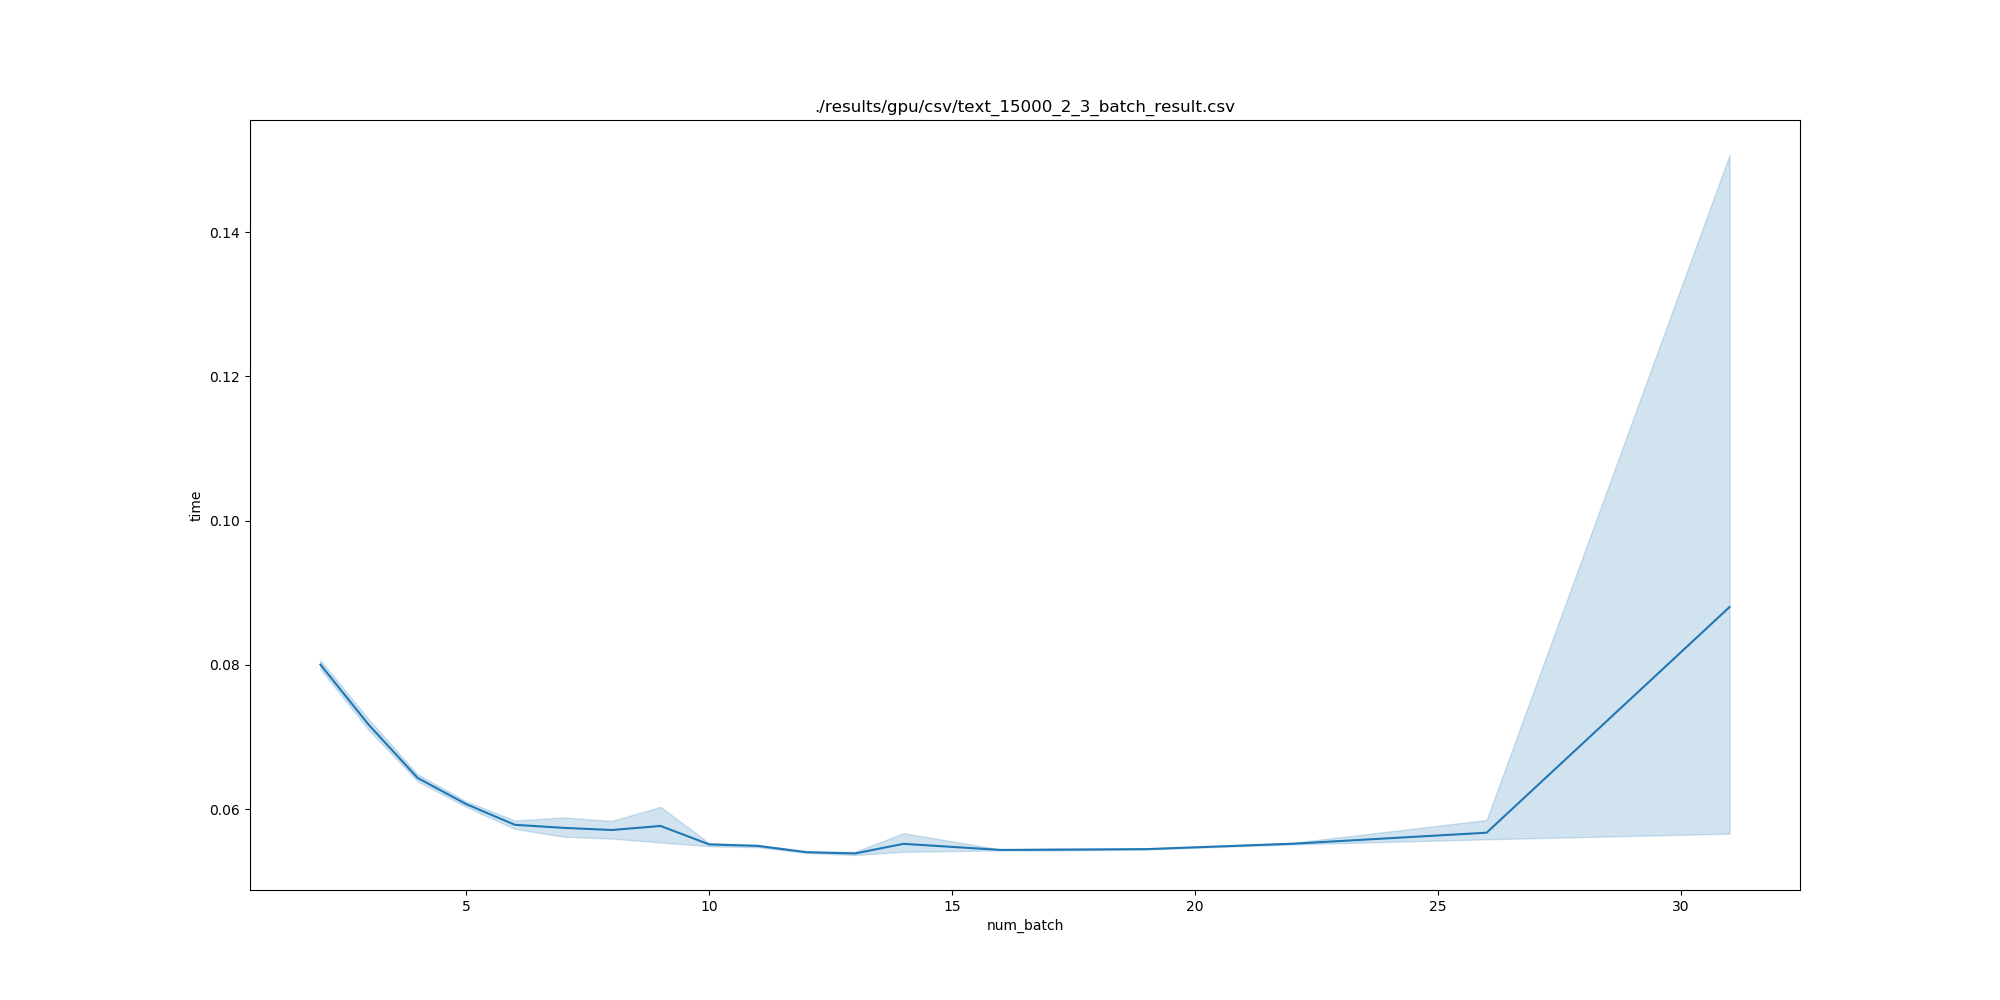 ./results/gpu/csv/text_15000_2_3_batch_result.csv
0.14
0.12
0.10
0.08
0.06
time
5 10 15 20 25 30
num_batch